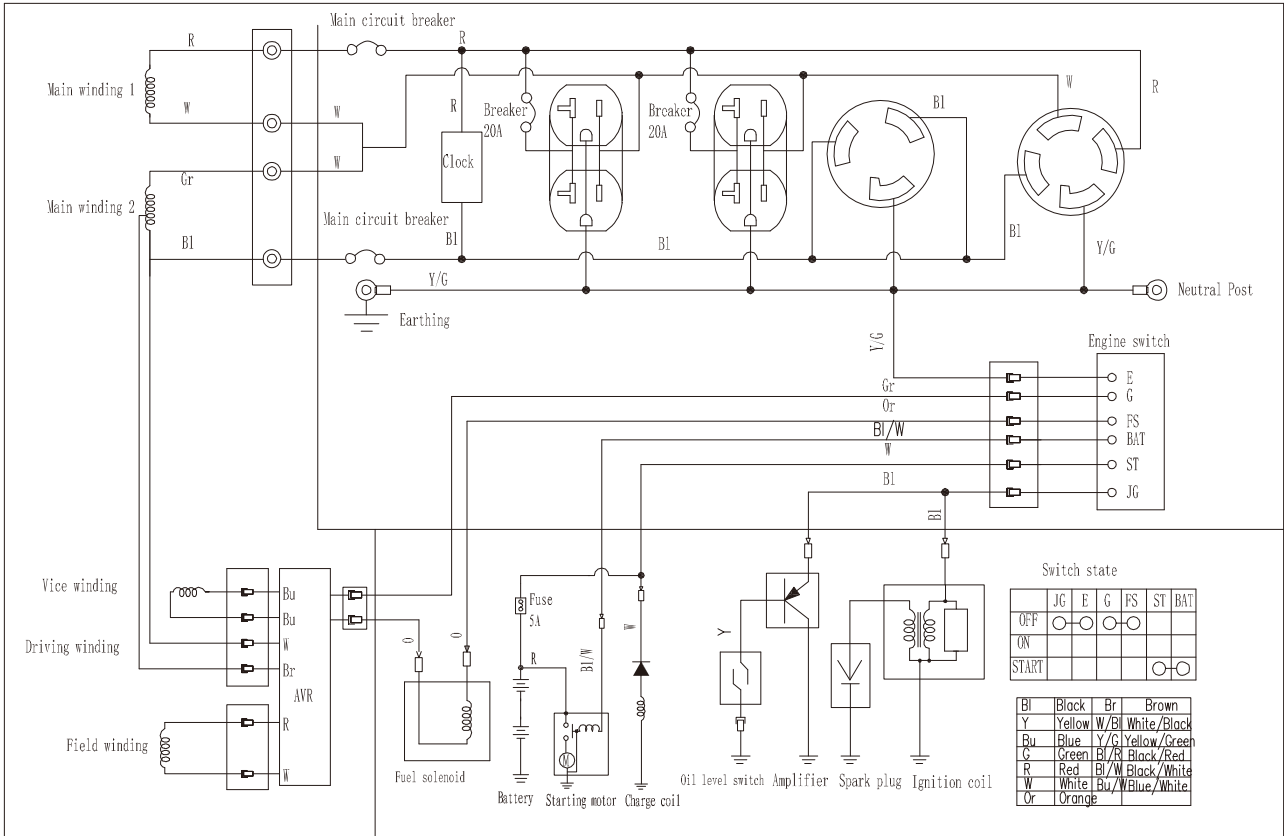 Main circuit breaker
R
R
Main winding 1
W
W
R
Breaker
20A
Breaker
20A
Bl
W
R
Clock
W
Gr
Main winding 2
Main circuit breaker
Bl
Bl
Bl
Bl
Y/G
Y/G
Neutral Post
Earthing
Y/G
Engine switch
E
Gr
G
Or
FS
Bl/W
BAT
W
ST
Bl
JG
Bl
Vice winding
Bu
Bu
Driving winding
W
Br
AVR
R
Field winding
W
O
O
Fuel solenoid
Fuse
5A
R
Bl/W
W
M
Battery
Starting motor
Charge coil
Y
Oil level switch
Amplifier
Spark plug
Ignition coil
Switch state
JG E G FS ST BAT
OFF
ON
START
Bl Black Br Brown
Y Yellow W/Bl White/Black
Bu Blue Y/G Yellow/Green
G Green Bl/R Black/Red
R Red Bl/W Black/White
W White Bu/W Blue/White
Or Orange